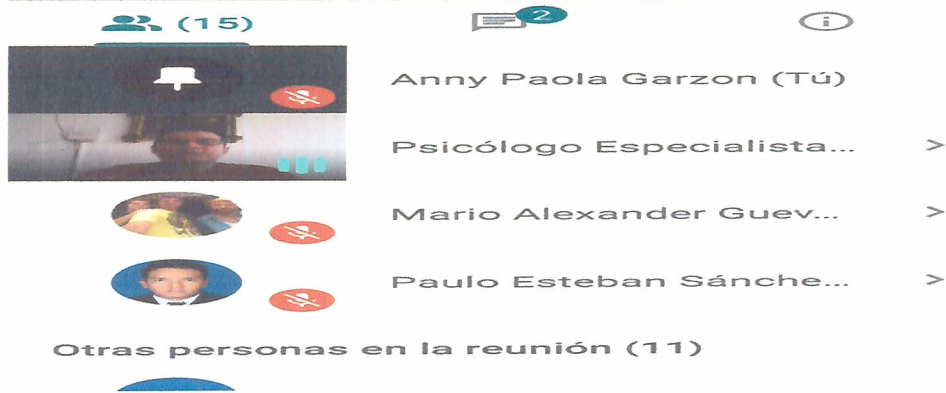 (15)
2
Anny Paola Garzon (Tú)
Psicólogo Especialista...
Mario Alexander Guev...
Paulo Esteban Sánche...
Otras personas en la reunión (11)